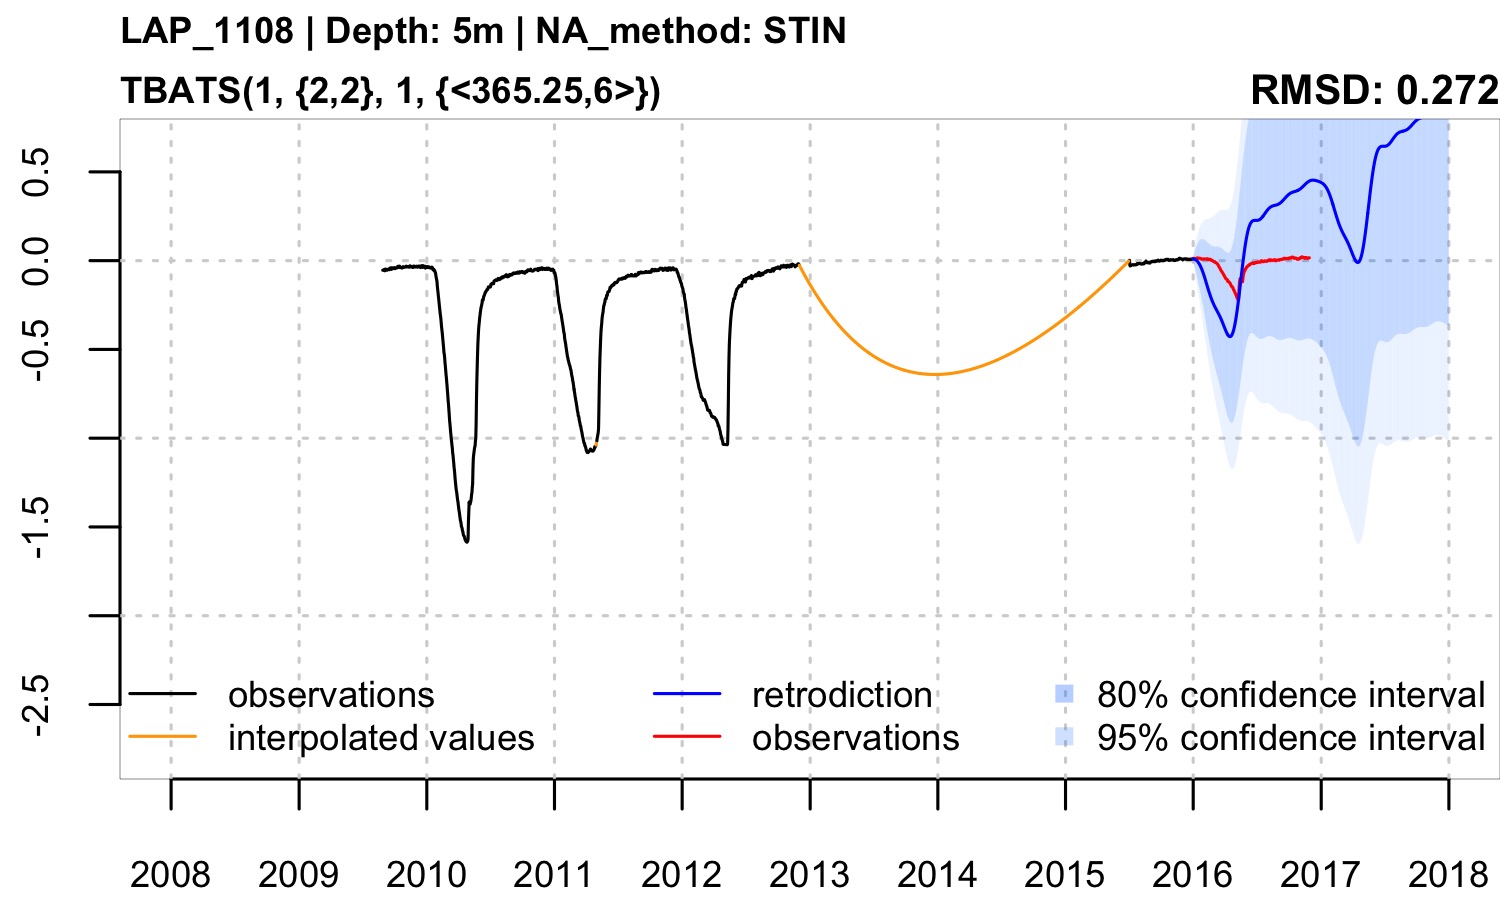 LAP_1108 | Depth: 5m | NA_method: STIN
TBATS(1, {2,2}, 1, {<365.25,6>})
RMSD: 0.272
0.5
0.0
-0.5
-1.5
-2.5
observations
interpolated values
retrodiction
observations
80% confidence interval
95% confidence interval
2008 2009 2010 2011 2012 2013 2014 2015 2016 2017 2018